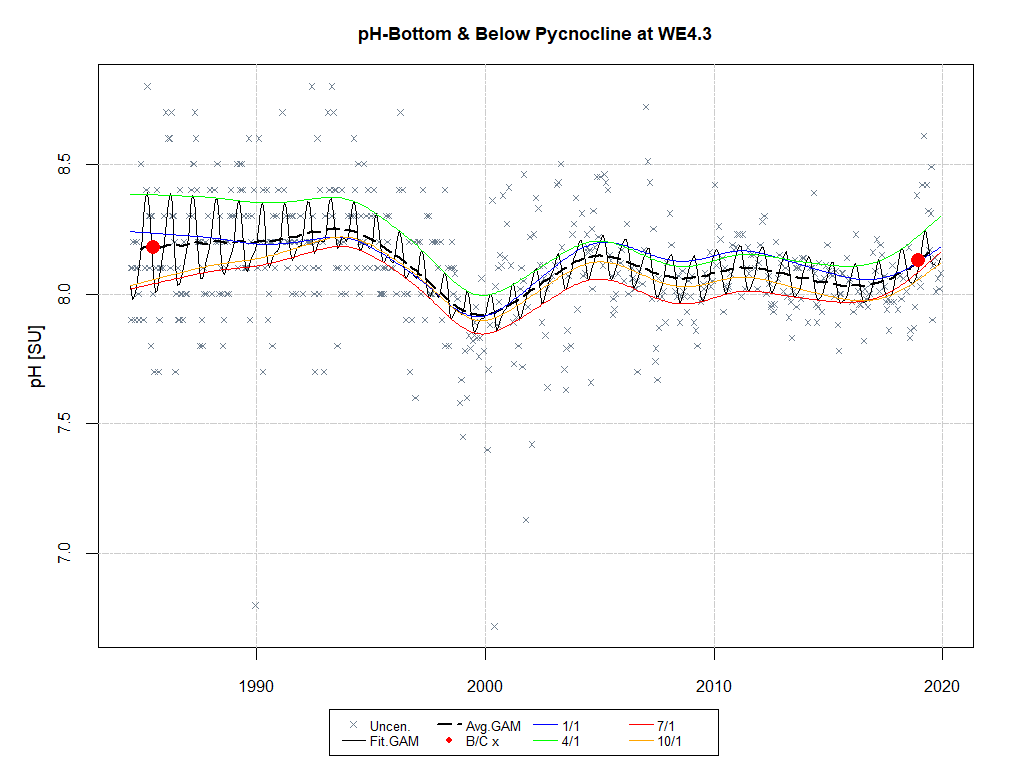 pH-Bottom & Below Pycnocline at WE4.3
pH [SU]
8.5
8.0
7.5
7.0
1990 2000 2010 2020
Uncen. Avg.GAM 1/1 7/1
Fit.GAM B/C x 4/1 10/1